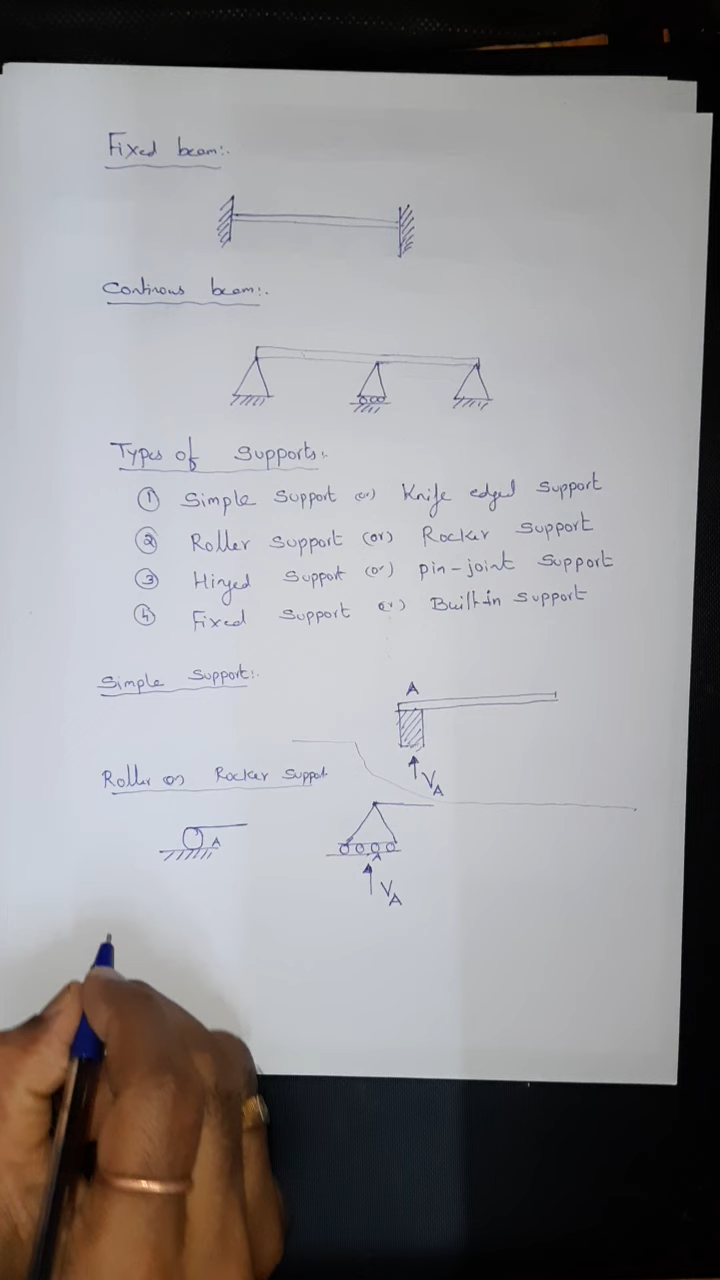 Fixed beam:-
Continous beam:-
Types of Supports:-
① Simple Support (or) Knife edged Support
② Roller Support (or) Rocker Support
③ Hinged Support (or) pin-joint Support
④ Fixed Support (or) Built-in Support
Simple Support:-
A
V_A
Roller (or) Rocker Support
A
A
V_A